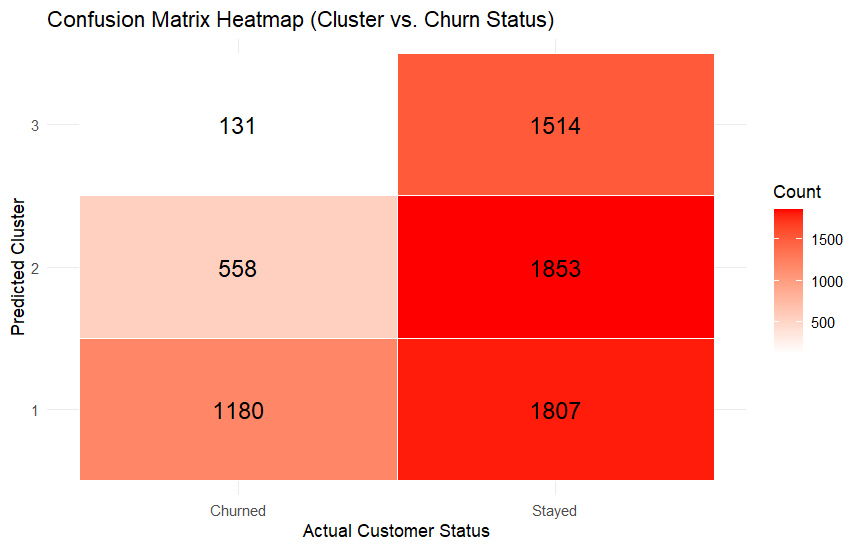 Confusion Matrix Heatmap (Cluster vs. Churn Status)
Predicted Cluster
3
131
1514
2
558
1853
1
1180
1807
Churned
Stayed
Actual Customer Status
Count
1500
1000
500